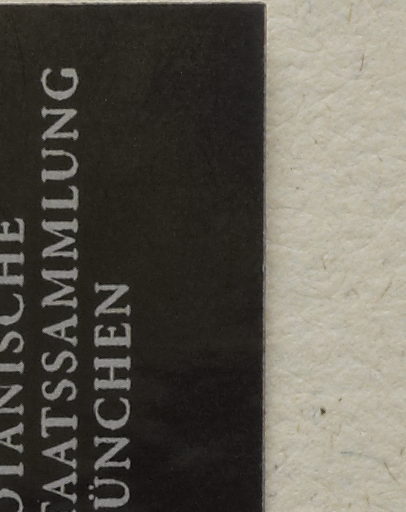 OTANISCHE
TAATSSAMMLUNG
ÜNCHEN